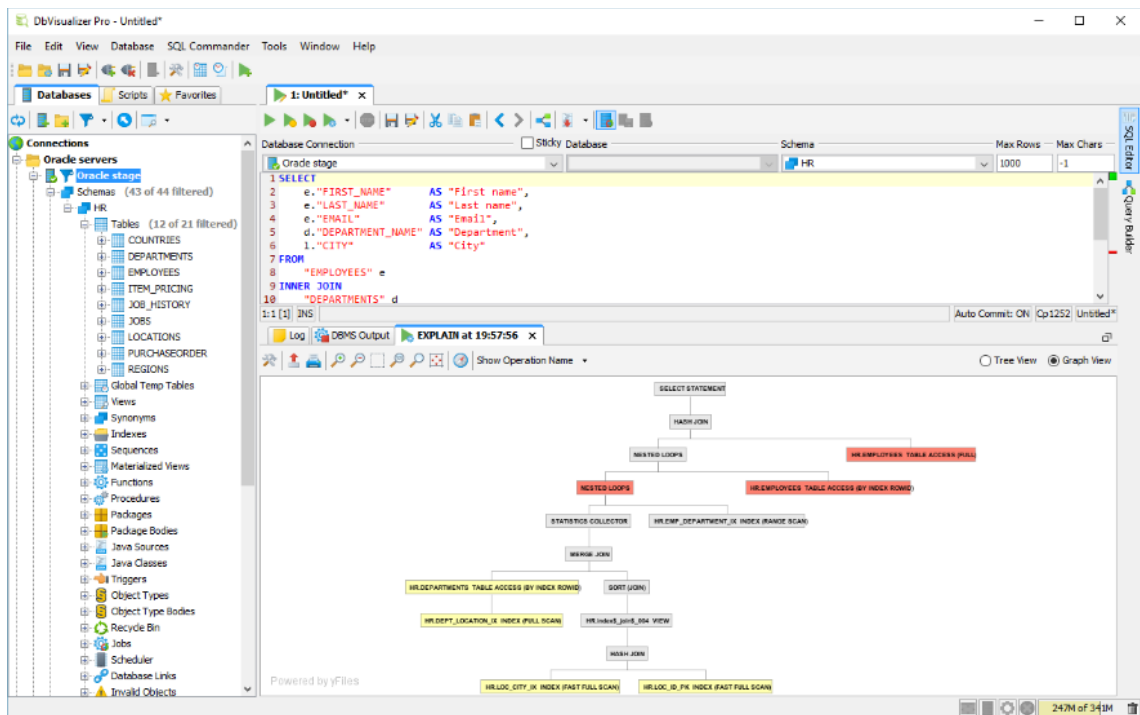 DbVisualizer Pro - Untitled*
File Edit View Database SQL Commander Tools Window Help
Databases Scripts Favorites
1: Untitled* x
Connections
Oracle servers
Oracle stage
Schemas (43 of 44 filtered)
HR
Tables (12 of 21 filtered)
COUNTRIES
DEPARTMENTS
EMPLOYEES
ITEM_PRICING
JOB_HISTORY
JOBS
LOCATIONS
PURCHASEORDER
REGIONS
Global Temp Tables
Views
Synonyms
Indexes
Sequences
Materialized Views
Functions
Procedures
Packages
Package Bodies
Java Sources
Java Classes
Triggers
Object Types
Object Type Bodies
Recycle Bin
Jobs
Scheduler
Database Links
Invalid Objects
Database Connection Sticky Database Schema Max Rows Max Chars
Oracle stage HR 1000 -1
1 SELECT
2 e."FIRST_NAME" AS "First name",
3 e."LAST_NAME" AS "Last name",
4 e."EMAIL" AS "Email",
5 d."DEPARTMENT_NAME" AS "Department",
6 l."CITY" AS "City"
7 FROM
8 "EMPLOYEES" e
9 INNER JOIN
10 "DEPARTMENTS" d
1:1 [1] INS Auto Commit: ON Cp1252 Untitled*
SQL Editor
Query Builder
Log DBMS Output EXPLAIN at 19:57:56 x
Show Operation Name Tree View Graph View
SELECT STATEMENT
HASH JOIN
NESTED LOOPS HR.EMPLOYEES TABLE ACCESS (FULL)
NESTED LOOPS HR.EMPLOYEES TABLE ACCESS (BY INDEX ROWID)
STATISTICS COLLECTOR HR.EMP_DEPARTMENT_IX INDEX (RANGE SCAN)
MERGE JOIN
HR.DEPARTMENTS TABLE ACCESS (BY INDEX ROWID) SORT (JOIN)
HR.DEPT_LOCATION_IX INDEX (FULL SCAN) HR.index$_join$_004 VIEW
HASH JOIN
HR.LOC_CITY_IX INDEX (FAST FULL SCAN) HR.LOC_ID_PK INDEX (FAST FULL SCAN)
Powered by yFiles
247M of 341M